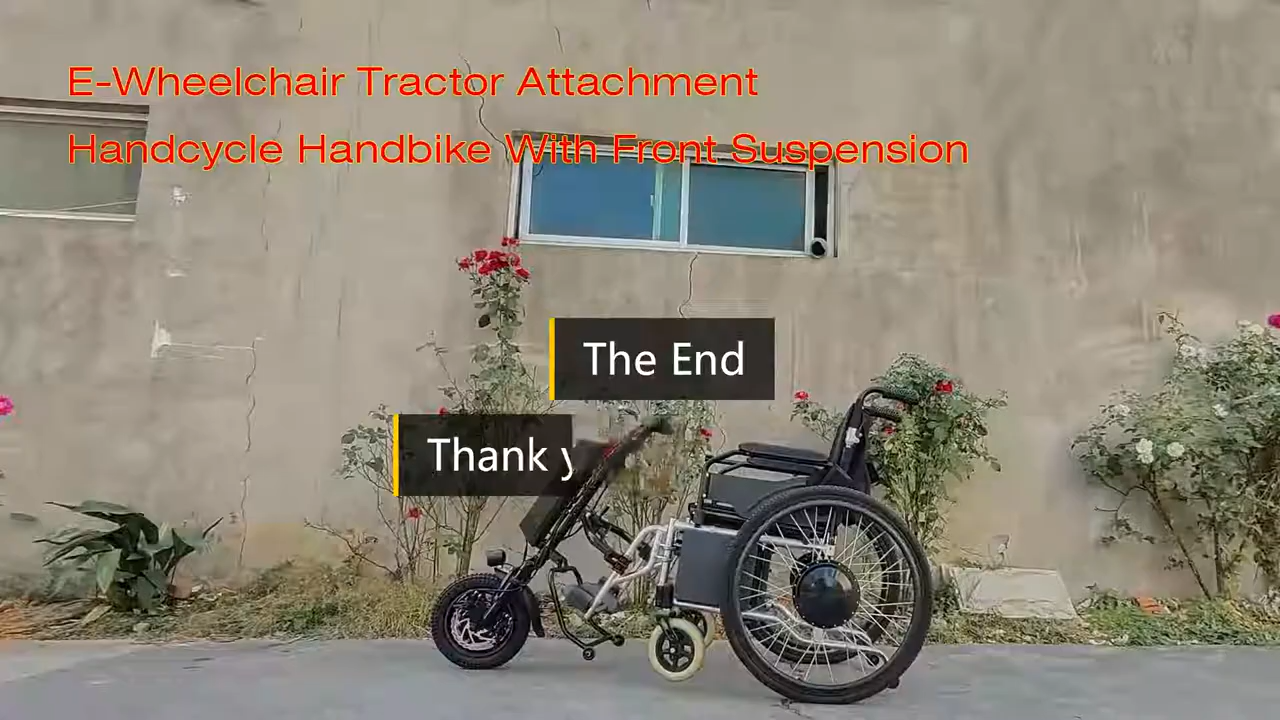 E-Wheelchair Tractor Attachment
Handcycle Handbike With Front Suspension
The End
Thank y